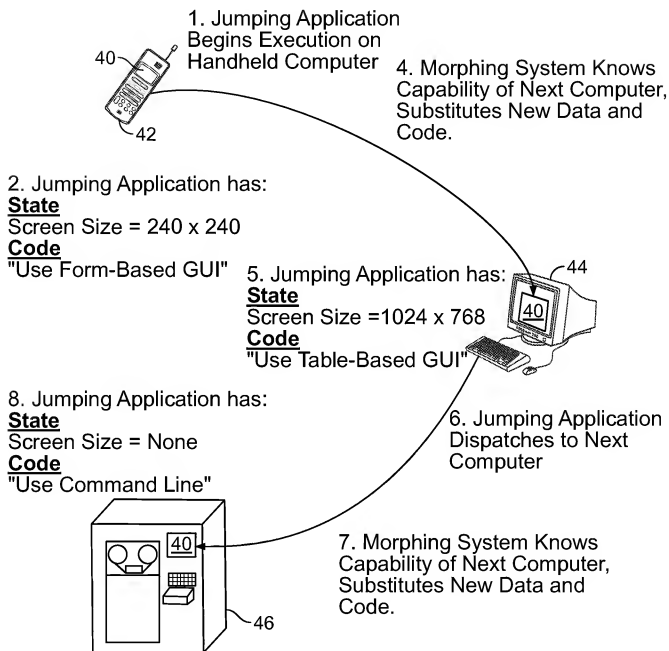 1. Jumping Application
Begins Execution on
Handheld Computer
40
42
4. Morphing System Knows
Capability of Next Computer,
Substitutes New Data and
Code.
2. Jumping Application has:
State
Screen Size = 240 x 240
Code
"Use Form-Based GUI"
5. Jumping Application has:
State
Screen Size =1024 x 768
Code
"Use Table-Based GUI"
44
40
6. Jumping Application
Dispatches to Next
Computer
8. Jumping Application has:
State
Screen Size = None
Code
"Use Command Line"
40
46
7. Morphing System Knows
Capability of Next Computer,
Substitutes New Data and
Code.